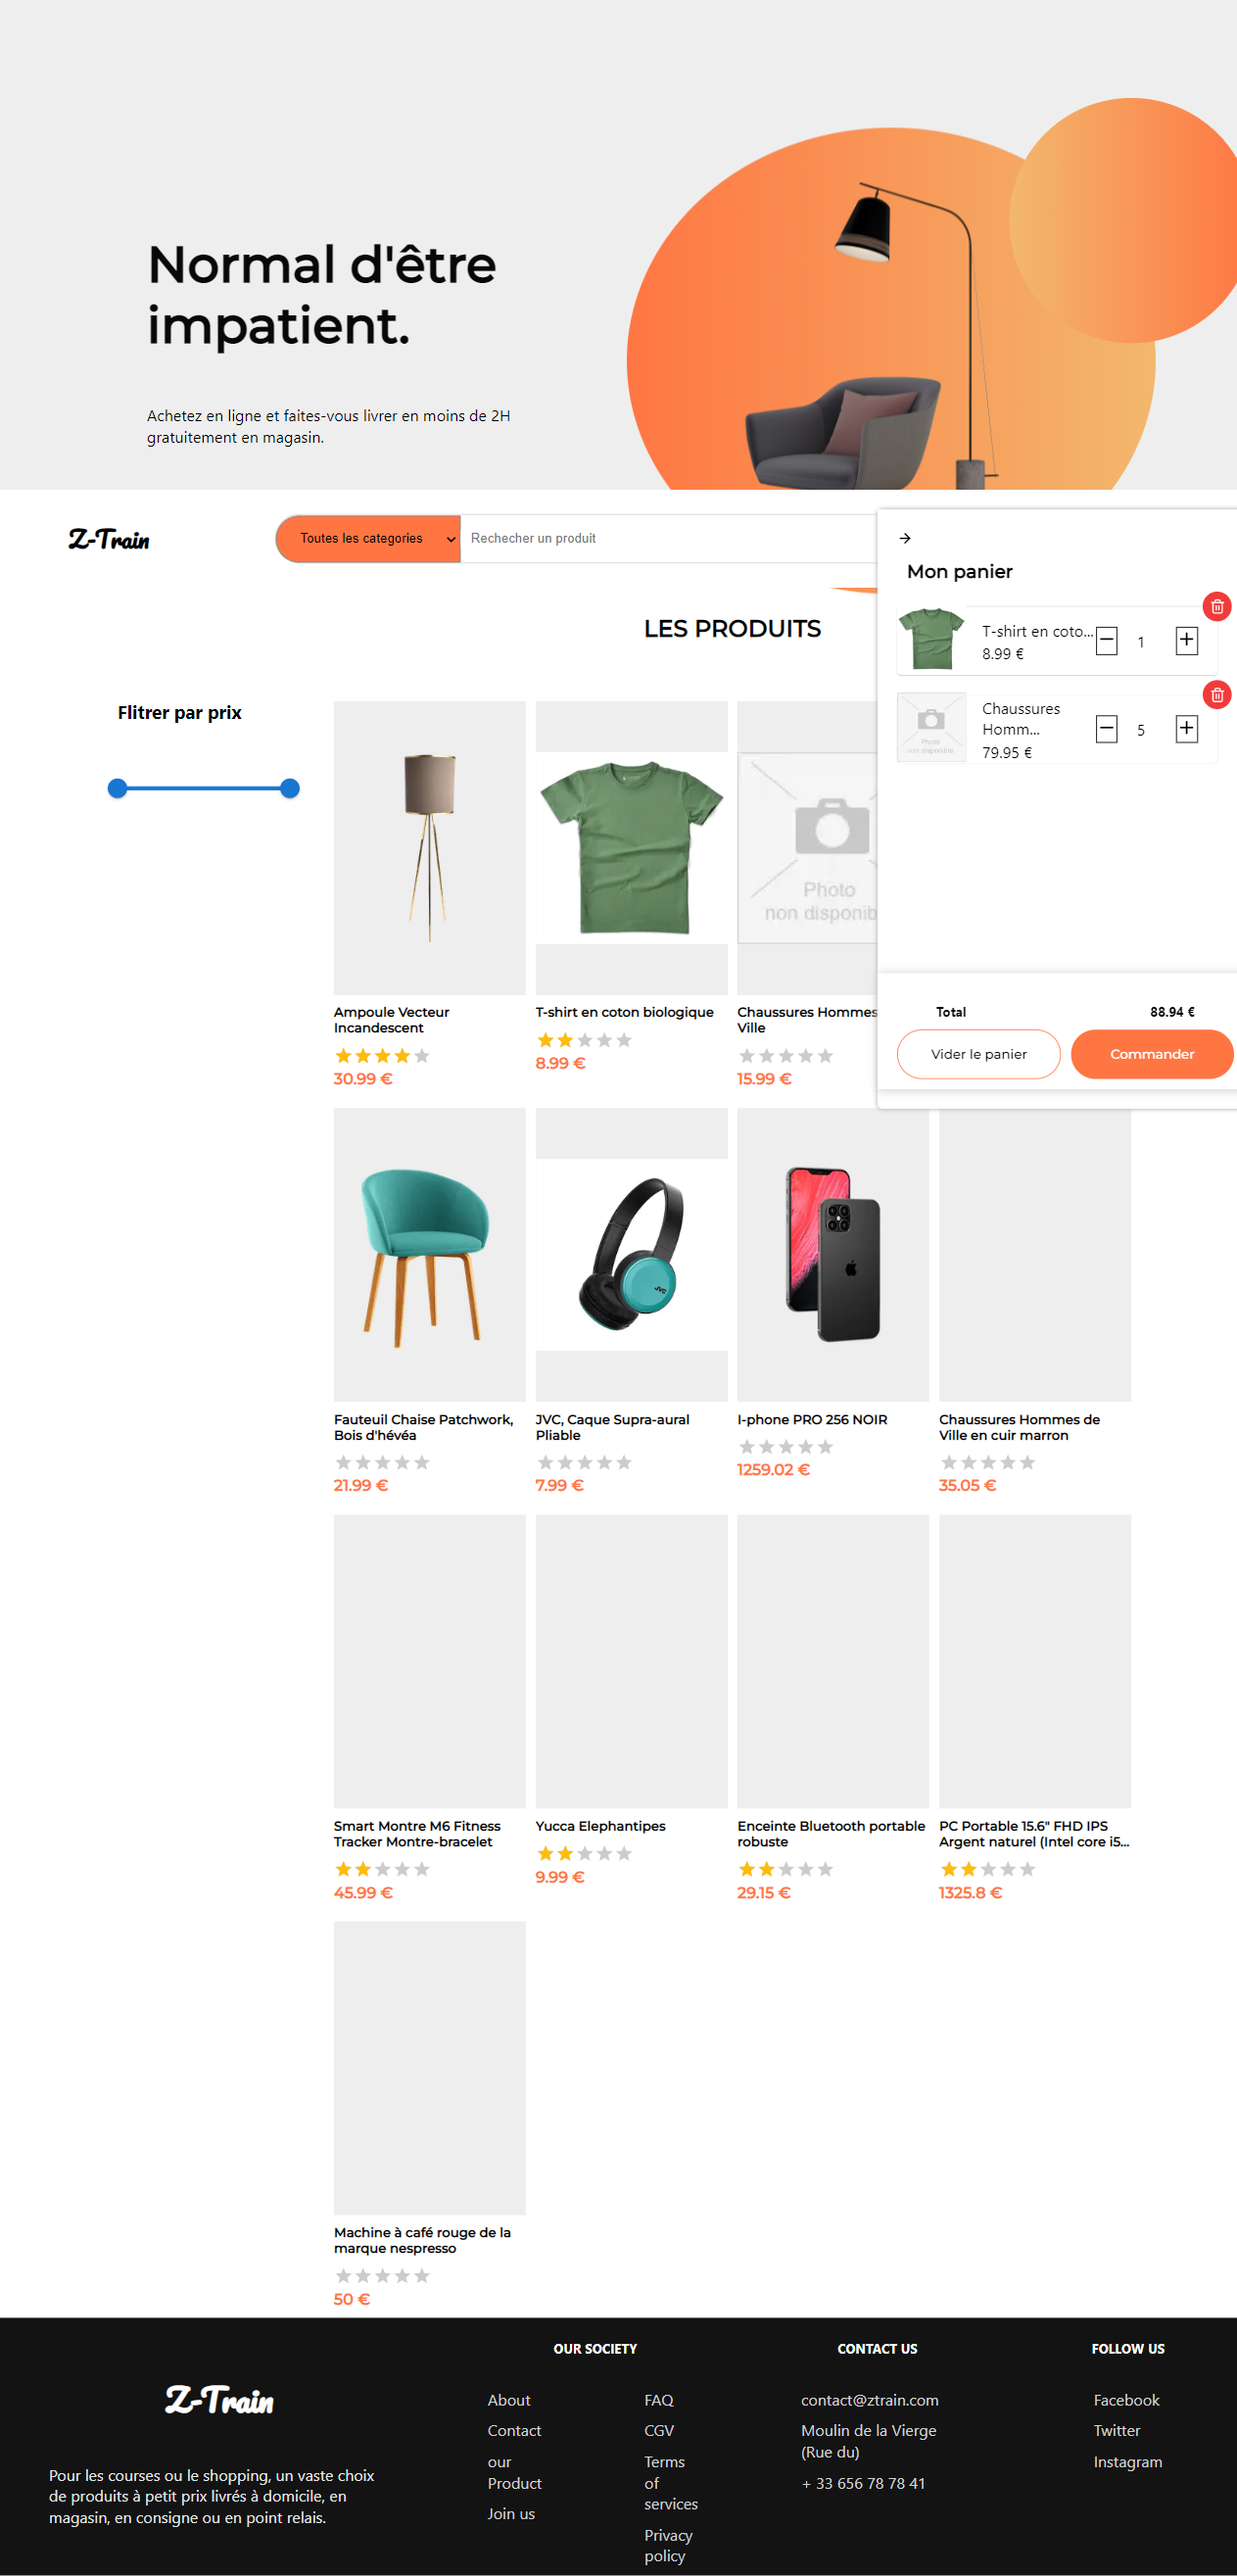 Normal d'être
impatient.
Achetez en ligne et faites-vous livrer en moins de 2H
gratuitement en magasin.
Z-Train
Toutes les categories
Rechecher un produit
Mon panier
T-shirt en coto...
8.99 €
1
Chaussures
Homm...
79.95 €
5
Photo
non disponible
Total
88.94 €
Vider le panier
Commander
LES PRODUITS
Flitrer par prix
Photo
non disponib
Ampoule Vecteur
Incandescent
30.99 €
T-shirt en coton biologique
8.99 €
Chaussures Hommes
Ville
15.99 €
JVC
Fauteuil Chaise Patchwork,
Bois d'hévéa
21.99 €
JVC, Caque Supra-aural
Pliable
7.99 €
I-phone PRO 256 NOIR
1259.02 €
Chaussures Hommes de
Ville en cuir marron
35.05 €
Smart Montre M6 Fitness
Tracker Montre-bracelet
45.99 €
Yucca Elephantipes
9.99 €
Enceinte Bluetooth portable
robuste
29.15 €
PC Portable 15.6" FHD IPS
Argent naturel (Intel core i5...
1325.8 €
Machine à café rouge de la
marque nespresso
50 €
Z-Train
Pour les courses ou le shopping, un vaste choix
de produits à petit prix livrés à domicile, en
magasin, en consigne ou en point relais.
OUR SOCIETY
About
Contact
our
Product
Join us
FAQ
CGV
Terms
of
services
Privacy
policy
CONTACT US
contact@ztrain.com
Moulin de la Vierge
(Rue du)
+ 33 656 78 78 41
FOLLOW US
Facebook
Twitter
Instagram